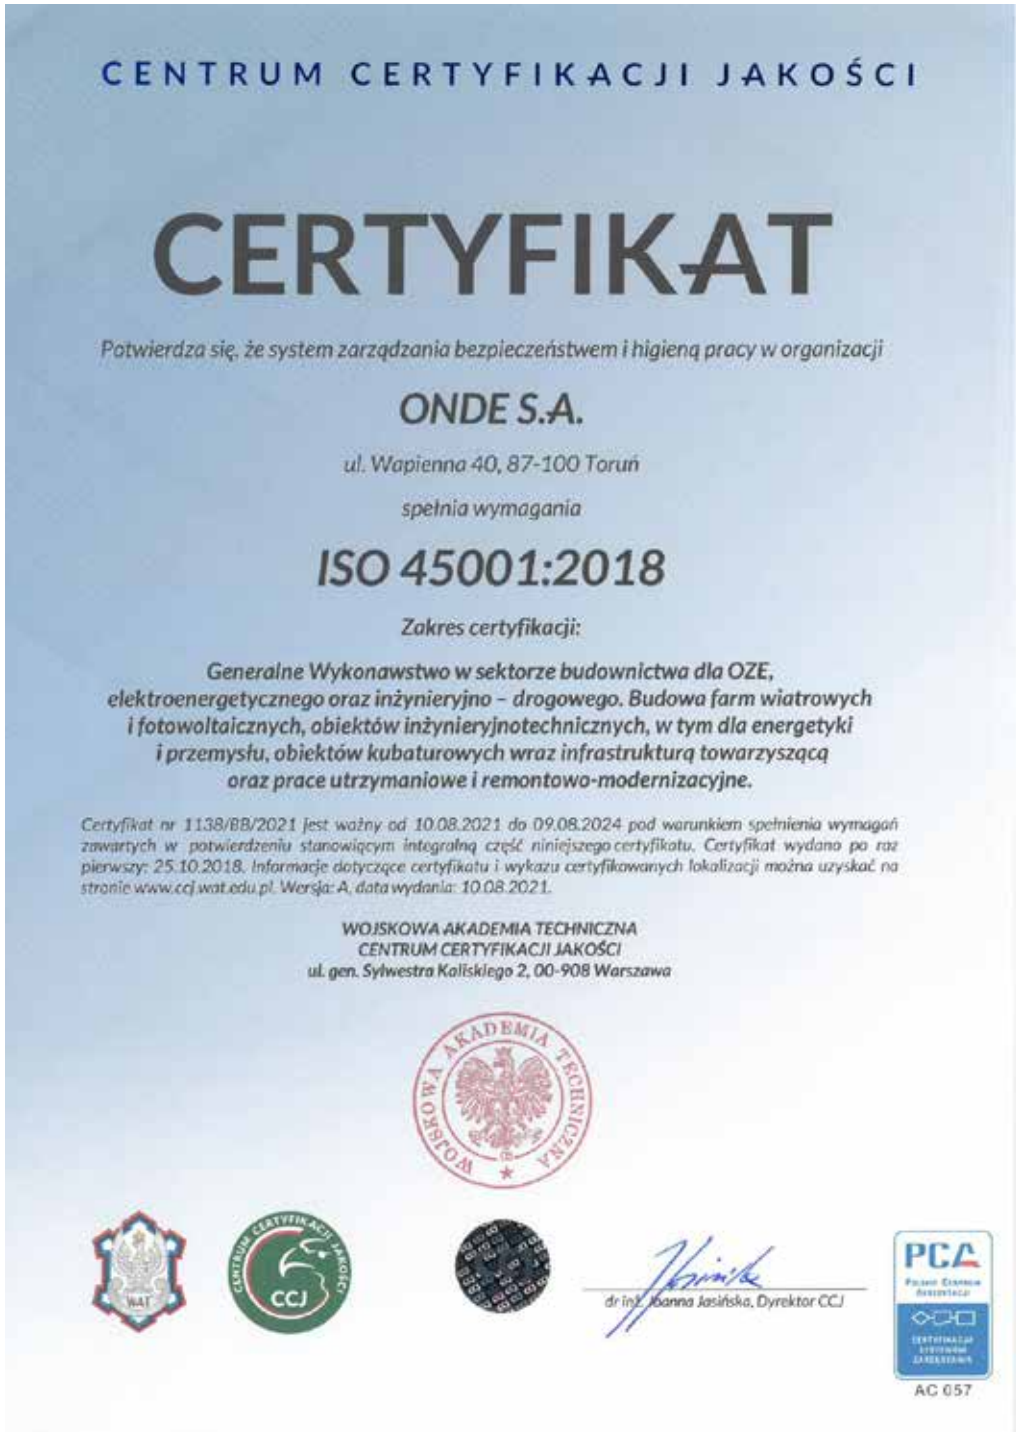 CENTRUM CERTYFIKACJI JAKOŚCI
CERTYFIKAT
Potwierdza się, że system zarządzania bezpieczeństwem i higieną pracy w organizacji
ONDE S.A.
ul. Wapienna 40, 87-100 Toruń
spełnia wymagania
ISO 45001:2018
Zakres certyfikacji:
Generalne Wykonawstwo w sektorze budownictwa dla OZE,
elektroenergetycznego oraz inżynieryjno – drogowego. Budowa farm wiatrowych
i fotowoltaicznych, obiektów inżynieryjnotechnicznych, w tym dla energetyki
i przemysłu, obiektów kubaturowych wraz infrastrukturą towarzyszącą
oraz prace utrzymaniowe i remontowo-modernizacyjne.
Certyfikat nr 1138/BB/2021 jest ważny od 10.08.2021 do 09.08.2024 pod warunkiem spełnienia wymagań
zawartych w potwierdzeniu stanowiącym integralną część niniejszego certyfikatu. Certyfikat wydano po raz
pierwszy: 25.10.2018. Informacje dotyczące certyfikatu i wykazu certyfikowanych lokalizacji można uzyskać na
stronie www.ccj.wat.edu.pl. Wersja: A, data wydania: 10.08.2021.
WOJSKOWA AKADEMIA TECHNICZNA
CENTRUM CERTYFIKACJI JAKOŚCI
ul. gen. Sylwestra Kaliskiego 2, 00-908 Warszawa
WOJSKOWA AKADEMIA TECHNICZNA
WAT
CENTRUM CERTYFIKACJI JAKOŚCI
CCJ
dr inż. Joanna Jasińska, Dyrektor CCJ
PCA
POLSKIE CENTRUM
AKREDYTACJI
CERTYFIKACJA
SYSTEMÓW
ZARZĄDZANIA
AC 057